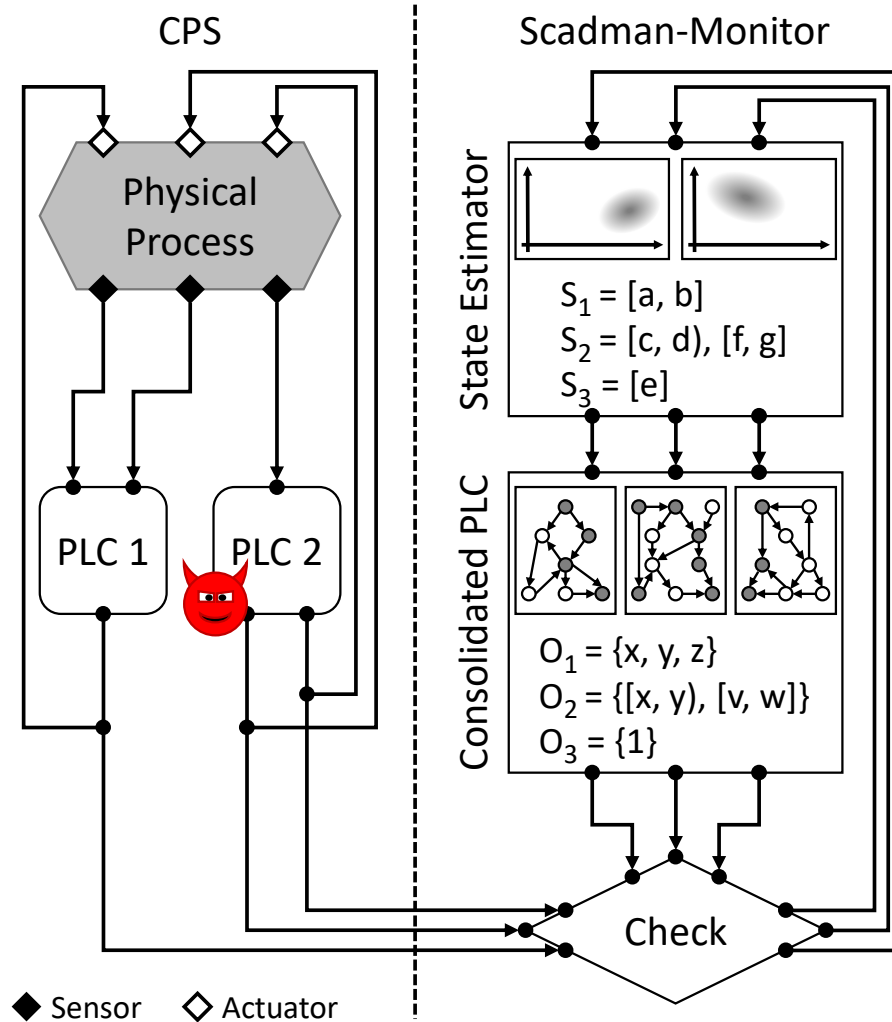 CPS
Scadman-Monitor
Physical
Process
PLC 1
PLC 2
State Estimator
S₁ = [a, b]
S₂ = [c, d), [f, g]
S₃ = [e]
Consolidated PLC
O₁ = {x, y, z}
O₂ = {[x, y), [v, w]}
O₃ = {1}
Check
Sensor
Actuator